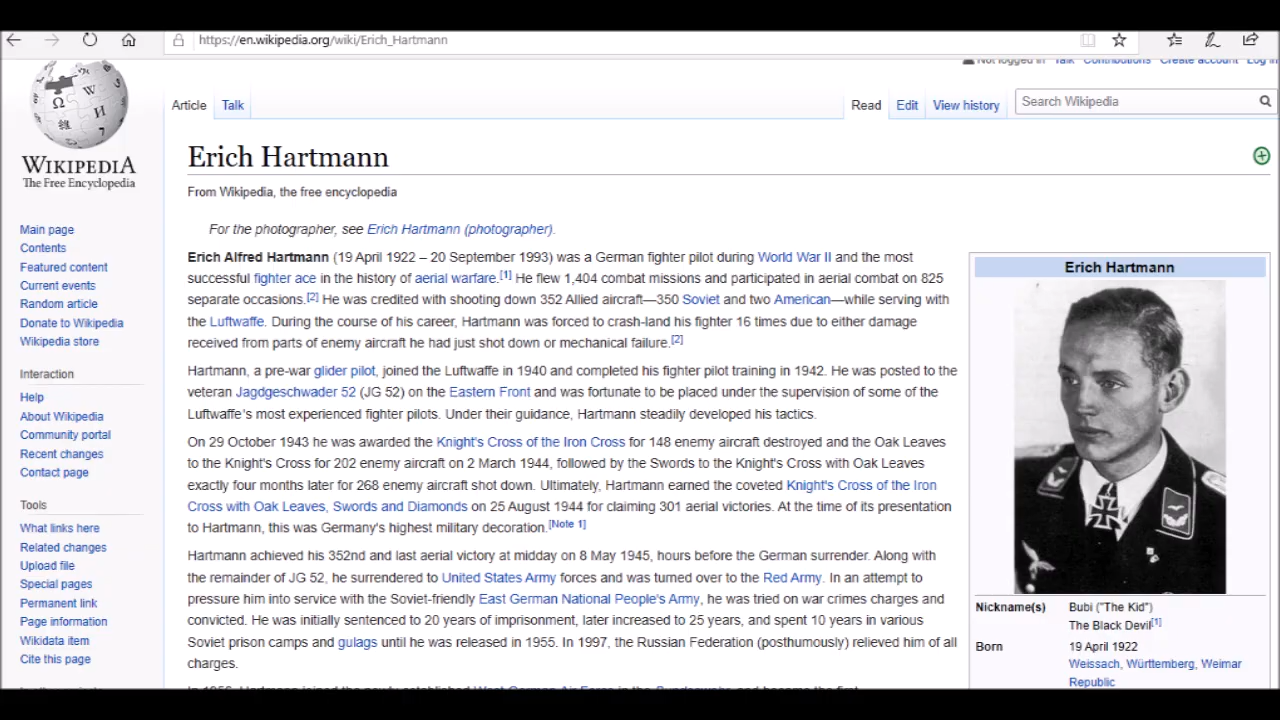 https://en.wikipedia.org/wiki/Erich_Hartmann
Not logged in Talk Contributions Create account Log in
WIKIPEDIA
The Free Encyclopedia
Article Talk Read Edit View history Search Wikipedia
Erich Hartmann
From Wikipedia, the free encyclopedia
For the photographer, see Erich Hartmann (photographer).
Erich Alfred Hartmann (19 April 1922 – 20 September 1993) was a German fighter pilot during World War II and the most
successful fighter ace in the history of aerial warfare.[1] He flew 1,404 combat missions and participated in aerial combat on 825
separate occasions.[2] He was credited with shooting down 352 Allied aircraft—350 Soviet and two American—while serving with
the Luftwaffe. During the course of his career, Hartmann was forced to crash-land his fighter 16 times due to either damage
received from parts of enemy aircraft he had just shot down or mechanical failure.[2]
Hartmann, a pre-war glider pilot, joined the Luftwaffe in 1940 and completed his fighter pilot training in 1942. He was posted to the
veteran Jagdgeschwader 52 (JG 52) on the Eastern Front and was fortunate to be placed under the supervision of some of the
Luftwaffe's most experienced fighter pilots. Under their guidance, Hartmann steadily developed his tactics.
On 29 October 1943 he was awarded the Knight's Cross of the Iron Cross for 148 enemy aircraft destroyed and the Oak Leaves
to the Knight's Cross for 202 enemy aircraft on 2 March 1944, followed by the Swords to the Knight's Cross with Oak Leaves
exactly four months later for 268 enemy aircraft shot down. Ultimately, Hartmann earned the coveted Knight's Cross of the Iron
Cross with Oak Leaves, Swords and Diamonds on 25 August 1944 for claiming 301 aerial victories. At the time of its presentation
to Hartmann, this was Germany's highest military decoration.[Note 1]
Hartmann achieved his 352nd and last aerial victory at midday on 8 May 1945, hours before the German surrender. Along with
the remainder of JG 52, he surrendered to United States Army forces and was turned over to the Red Army. In an attempt to
pressure him into service with the Soviet-friendly East German National People's Army, he was tried on war crimes charges and
convicted. He was initially sentenced to 20 years of imprisonment, later increased to 25 years, and spent 10 years in various
Soviet prison camps and gulags until he was released in 1955. In 1997, the Russian Federation (posthumously) relieved him of all
charges.
Main page
Contents
Featured content
Current events
Random article
Donate to Wikipedia
Wikipedia store
Interaction
Help
About Wikipedia
Community portal
Recent changes
Contact page
Tools
What links here
Related changes
Upload file
Special pages
Permanent link
Page information
Wikidata item
Cite this page
Erich Hartmann
Nickname(s) Bubi ("The Kid")
The Black Devil[1]
Born 19 April 1922
Weissach, Württemberg, Weimar
Republic